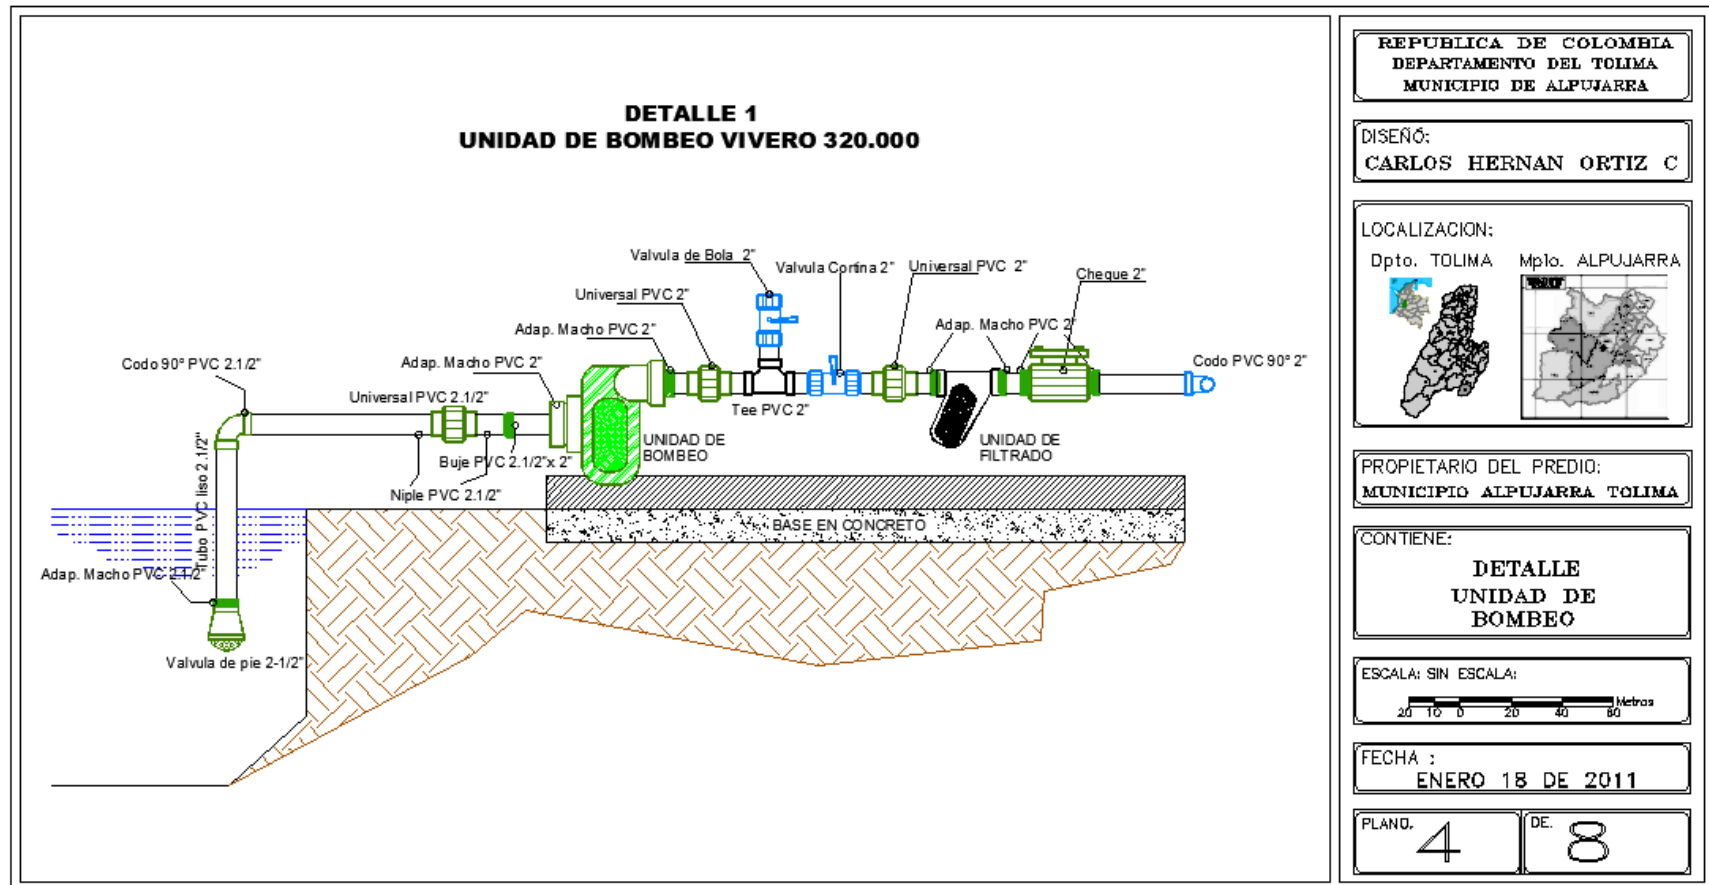 DETALLE 1
UNIDAD DE BOMBEO VIVERO 320.000
Valvula de Bola 2"
Valvula Cortina 2"
Universal PVC 2"
Cheque 2"
Universal PVC 2"
Adap. Macho PVC 2"
Adap. Macho PVC 2"
Codo 90º PVC 2.1/2"
Adap. Macho PVC 2"
Codo PVC 90º 2"
Universal PVC 2.1/2"
Tee PVC 2"
UNIDAD DE
BOMBEO
UNIDAD DE
FILTRADO
Buje PVC 2.1/2"x 2"
Niple PVC 2.1/2"
Tubo PVC liso 2.1/2"
BASE EN CONCRETO
Adap. Macho PVC 2.1/2"
Valvula de pie 2-1/2"
REPUBLICA DE COLOMBIA
DEPARTAMENTO DEL TOLIMA
MUNICIPIO DE ALPUJARRA
DISEÑO:
CARLOS HERNAN ORTIZ C
LOCALIZACION:
Dpto. TOLIMA
Mplo. ALPUJARRA
PROPIETARIO DEL PREDIO:
MUNICIPIO ALPUJARRA TOLIMA
CONTIENE:
DETALLE
UNIDAD DE
BOMBEO
ESCALA: SIN ESCALA:
20 10 0 20 40 60 Metros
FECHA :
ENERO 18 DE 2011
PLANO. 4
DE. 8